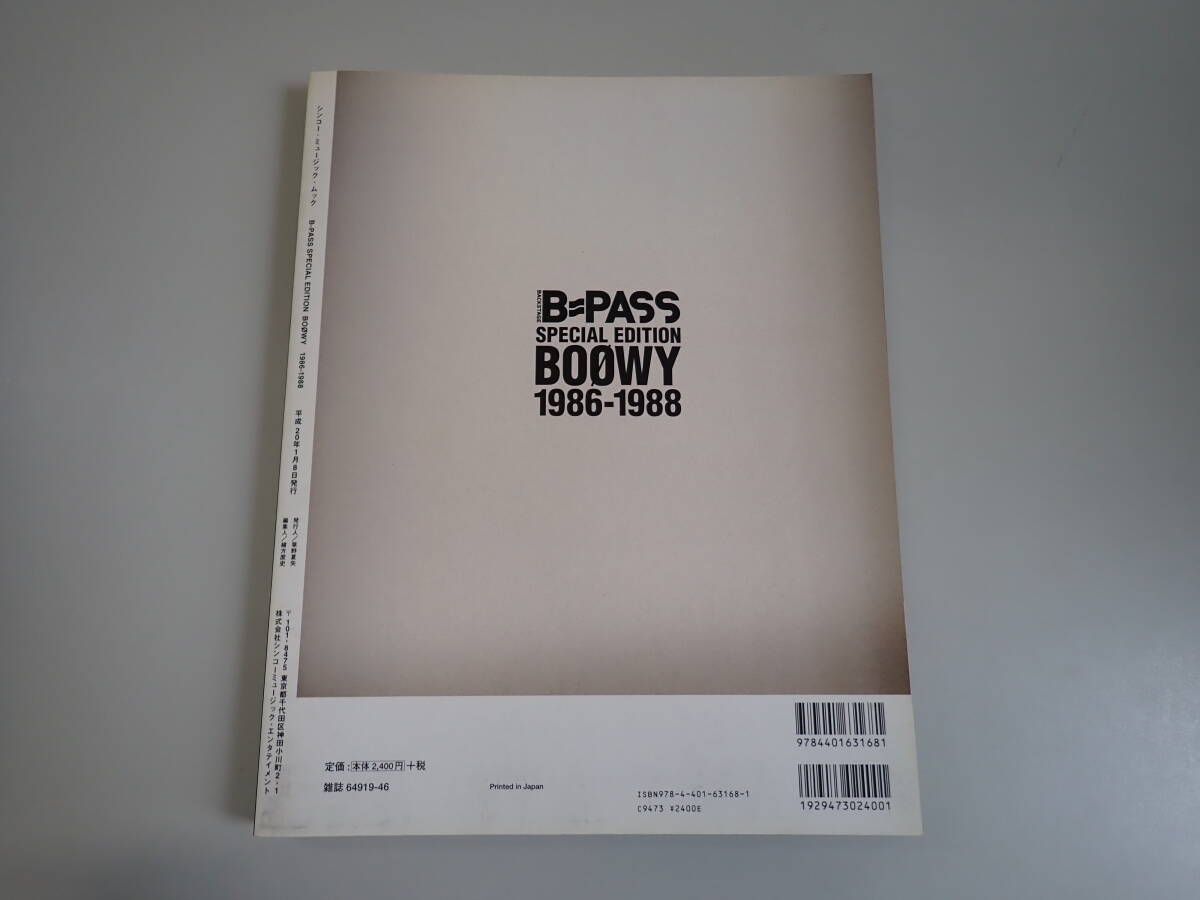 シンコー・ミュージック・ムック B=PASS SPECIAL EDITION BOØWY 1986-1988 平成20年1月8日発行
発行人/草野夏矢
編集人/緒方庶史
〒101-8475 東京都千代田区神田小川町2-1
株式会社シンコーミュージック・エンタテイメント
BACKSTAGE
B=PASS
SPECIAL EDITION
BOØWY
1986-1988
9784401631681
定価:本体2,400円+税
雑誌 64919-46
Printed in Japan
ISBN978-4-401-63168-1
C9473 ¥2400E
1929473024001